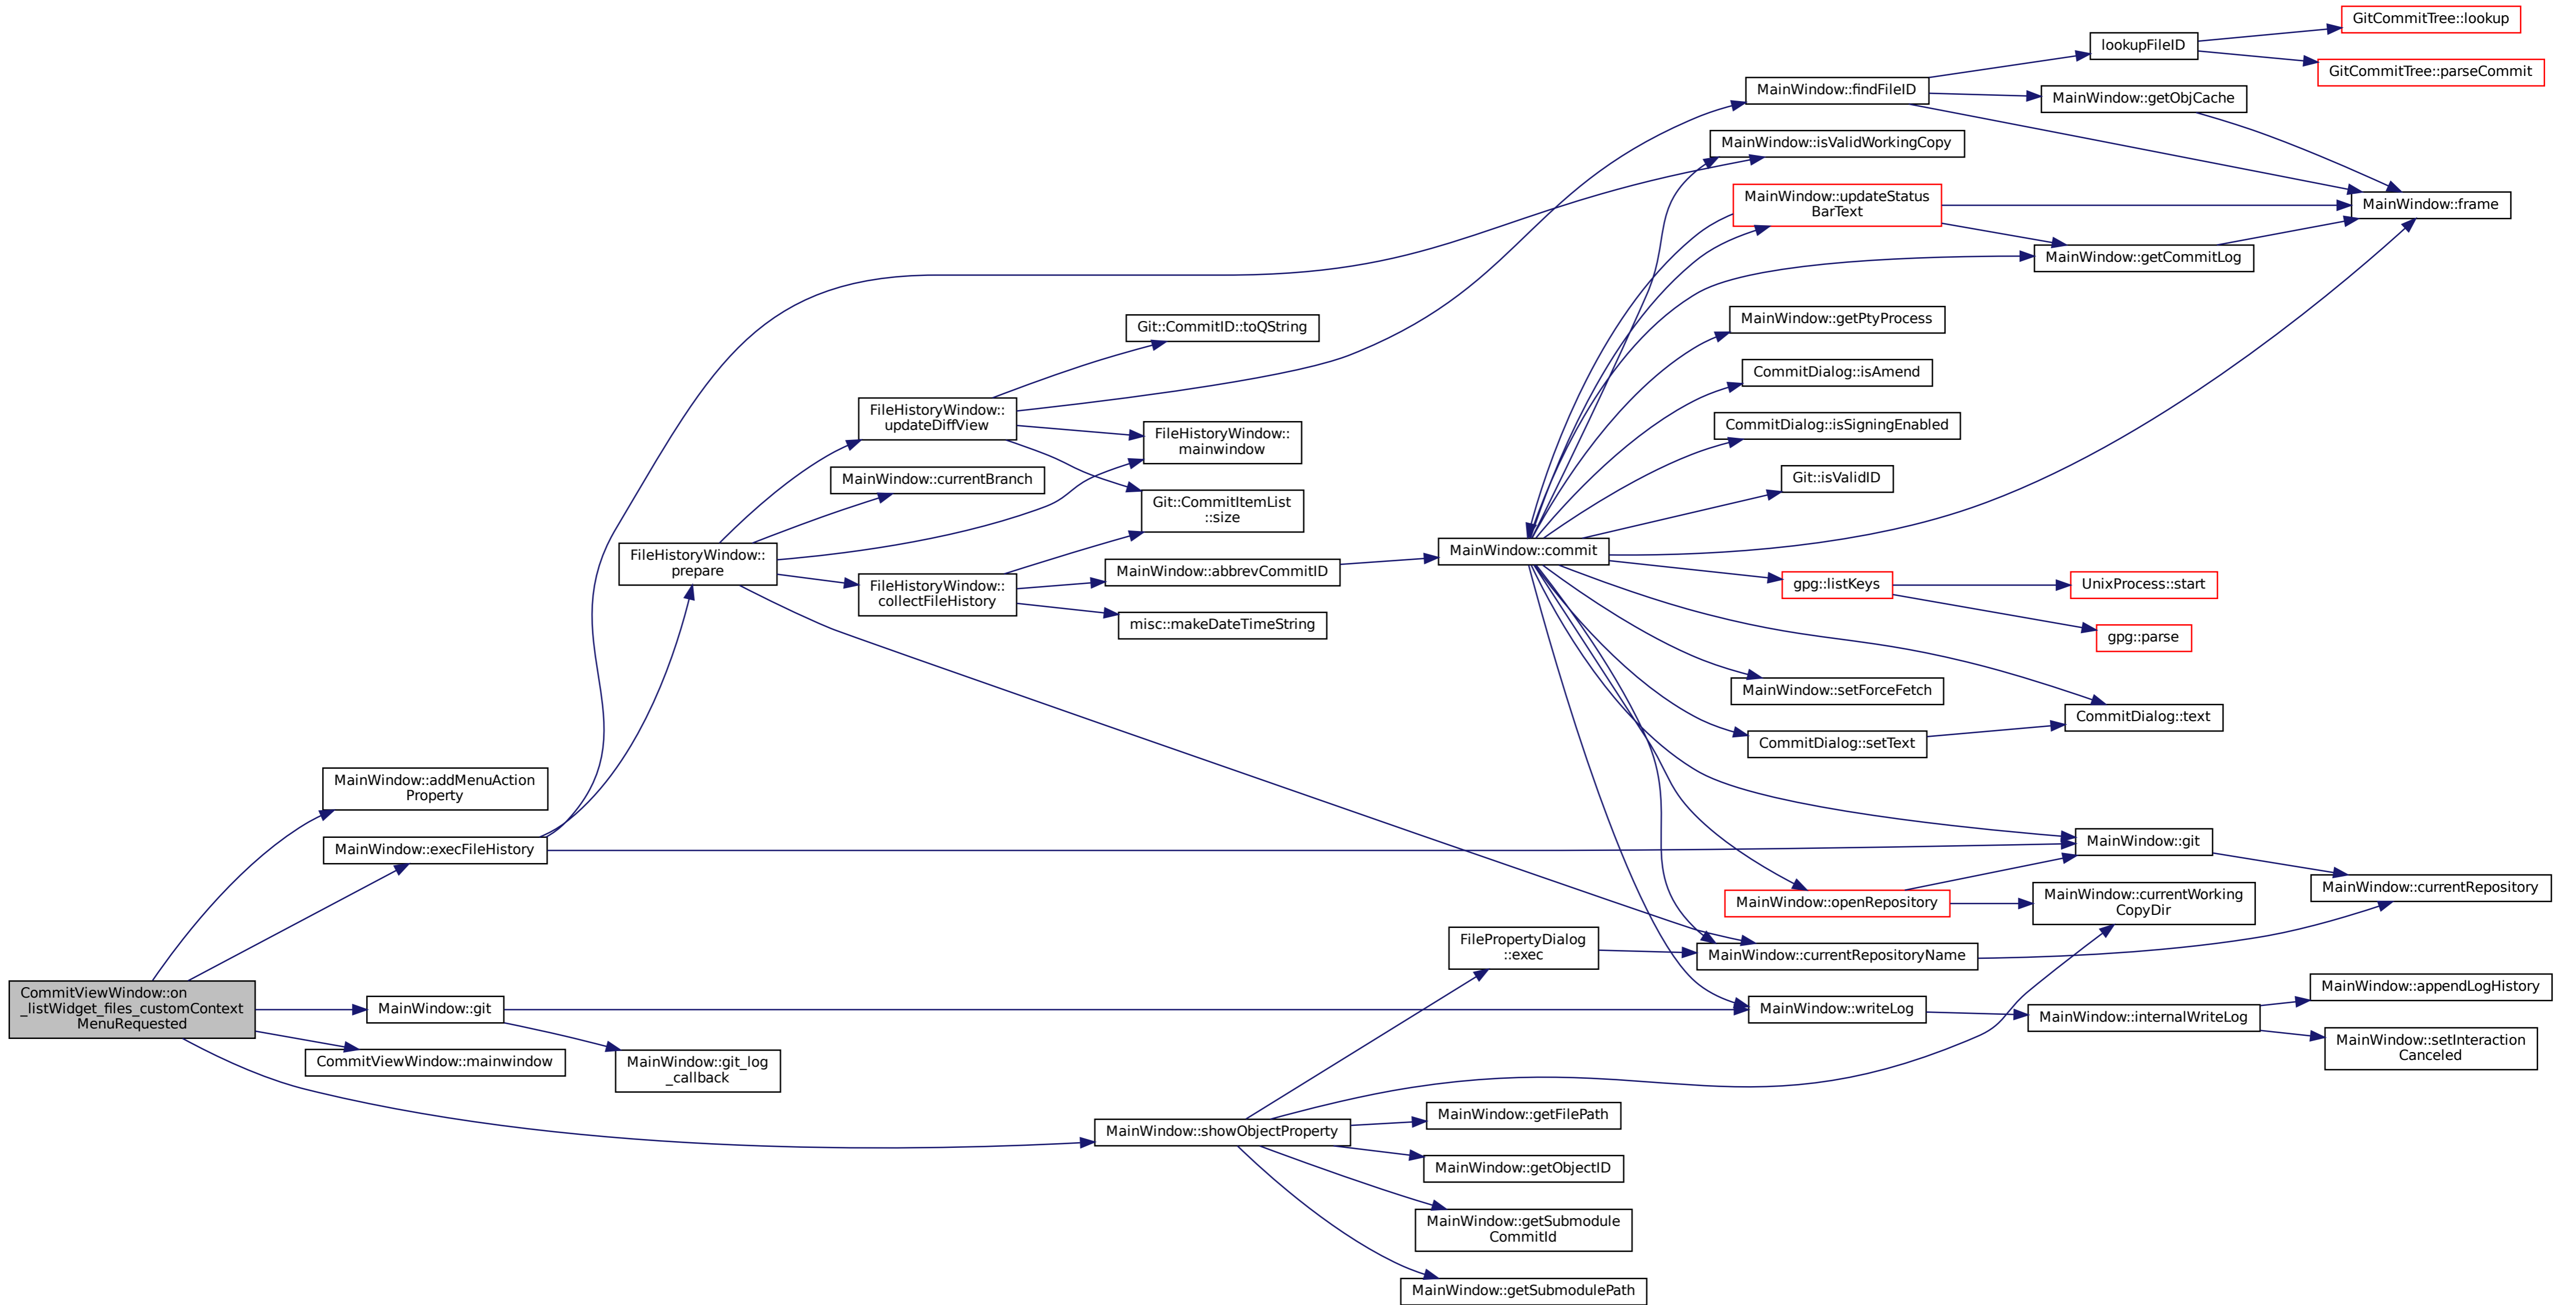 CommitViewWindow::on
_listWidget_files_customContext
MenuRequested
MainWindow::addMenuAction
Property
MainWindow::execFileHistory
MainWindow::git
CommitViewWindow::mainwindow
MainWindow::git_log
_callback
FileHistoryWindow::
prepare
FileHistoryWindow::
updateDiffView
MainWindow::currentBranch
FileHistoryWindow::
collectFileHistory
Git::CommitID::toQString
FileHistoryWindow::
mainwindow
Git::CommitItemList
::size
MainWindow::abbrevCommitID
misc::makeDateTimeString
MainWindow::showObjectProperty
MainWindow::commit
FilePropertyDialog
::exec
MainWindow::getFilePath
MainWindow::getObjectID
MainWindow::getSubmodule
CommitId
MainWindow::getSubmodulePath
MainWindow::findFileID
MainWindow::isValidWorkingCopy
MainWindow::updateStatus
BarText
MainWindow::getPtyProcess
CommitDialog::isAmend
CommitDialog::isSigningEnabled
Git::isValidID
gpg::listKeys
MainWindow::setForceFetch
CommitDialog::setText
MainWindow::openRepository
MainWindow::currentRepositoryName
MainWindow::writeLog
lookupFileID
MainWindow::getObjCache
MainWindow::getCommitLog
UnixProcess::start
gpg::parse
CommitDialog::text
MainWindow::git
MainWindow::currentWorking
CopyDir
MainWindow::internalWriteLog
GitCommitTree::lookup
GitCommitTree::parseCommit
MainWindow::frame
MainWindow::currentRepository
MainWindow::appendLogHistory
MainWindow::setInteraction
Canceled